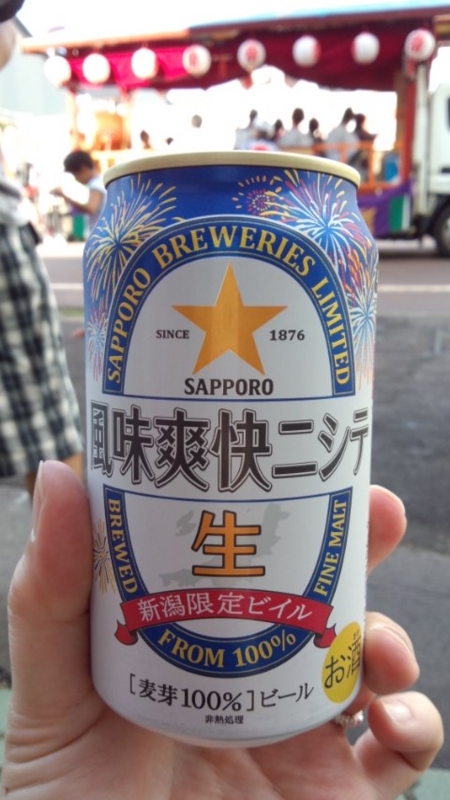 SAPPORO BREWERIES LIMITED
SINCE 1876
SAPPORO
風味爽快ニシテ
生
BREWED
FINE MALT
新潟限定ビイル
FROM 100%
お酒
[麦芽100%]ビール
非熱処理